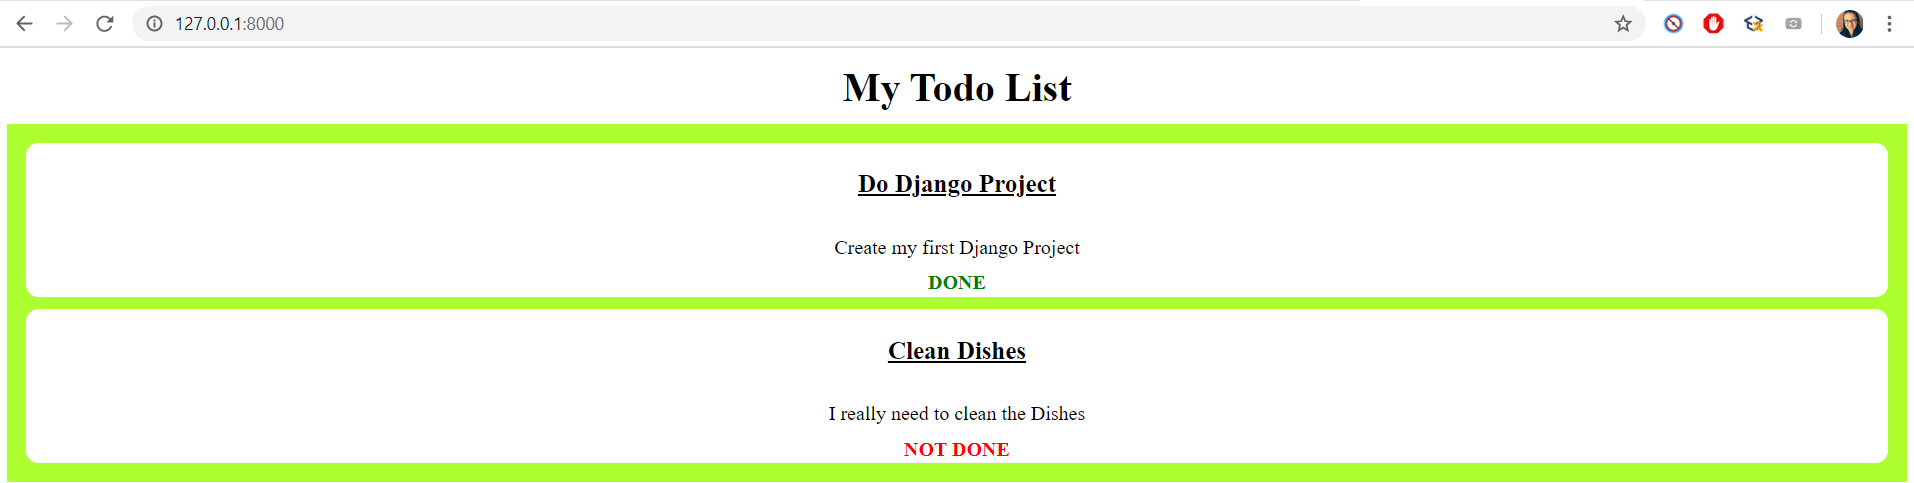 127.0.0.1:8000
My Todo List
Do Django Project
Create my first Django Project
DONE
Clean Dishes
I really need to clean the Dishes
NOT DONE